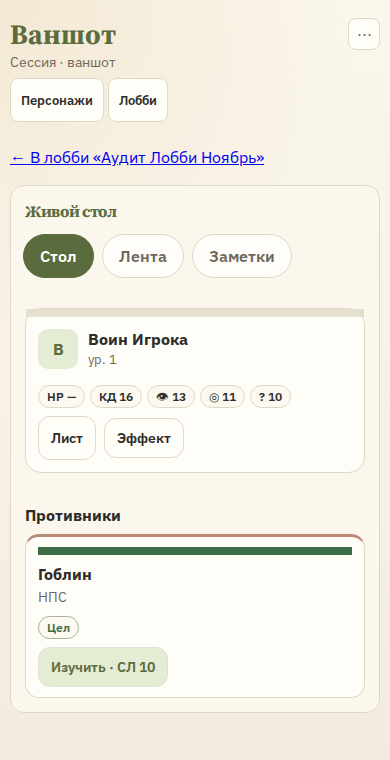 Ваншот
...
Сессия · ваншот
Персонажи
Лобби
← В лобби «Аудит Лобби Ноябрь»
Живой стол
Стол
Лента
Заметки
В
Воин Игрока
ур. 1
HP —
КД 16
👁 13
◎ 11
? 10
Лист
Эффект
Противники
Гоблин
НПС
Цел
Изучить · СЛ 10